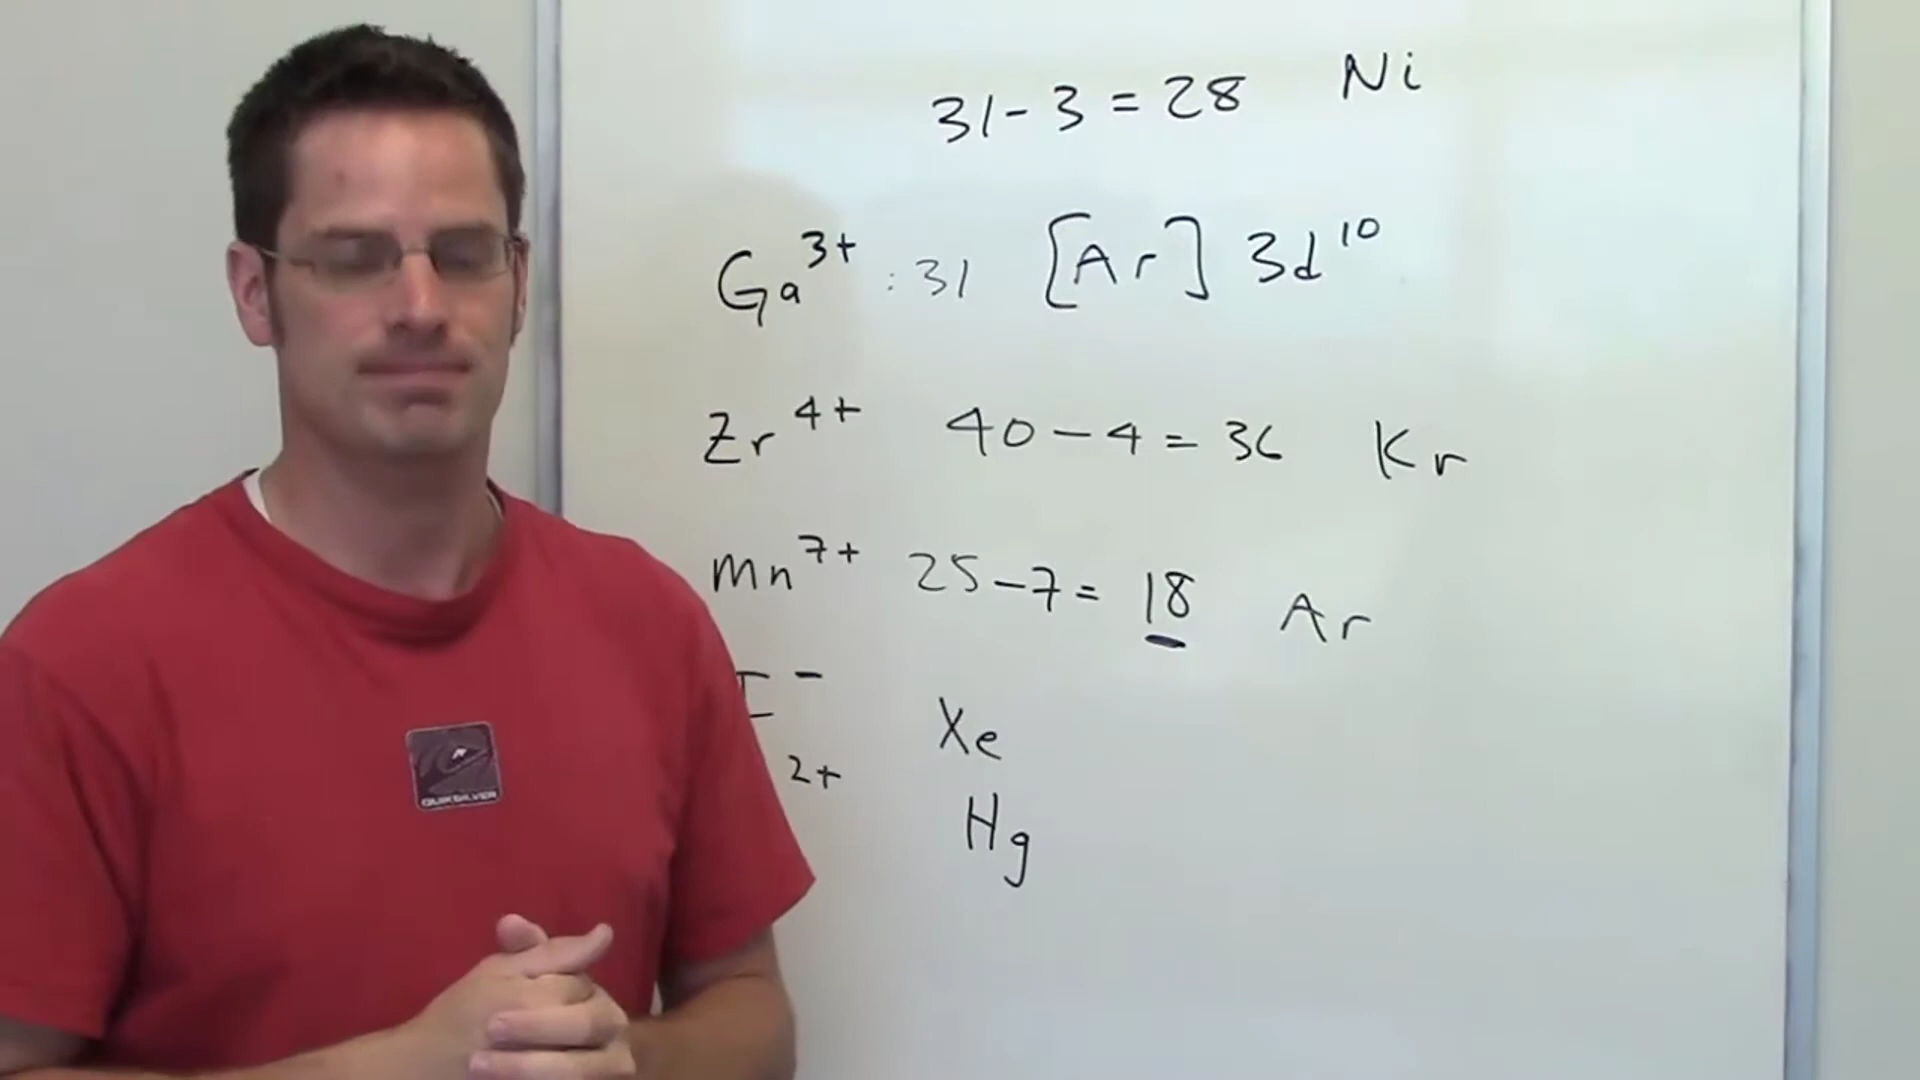 31 - 3 = 28 Ni
Ga³⁺ : 31 [Ar] 3d¹⁰
Zr⁴⁺ 40 - 4 = 36 Kr
Mn⁷⁺ 25 - 7 = 18 Ar
I⁻ Xe
²⁺ Hg
QUIKSILVER